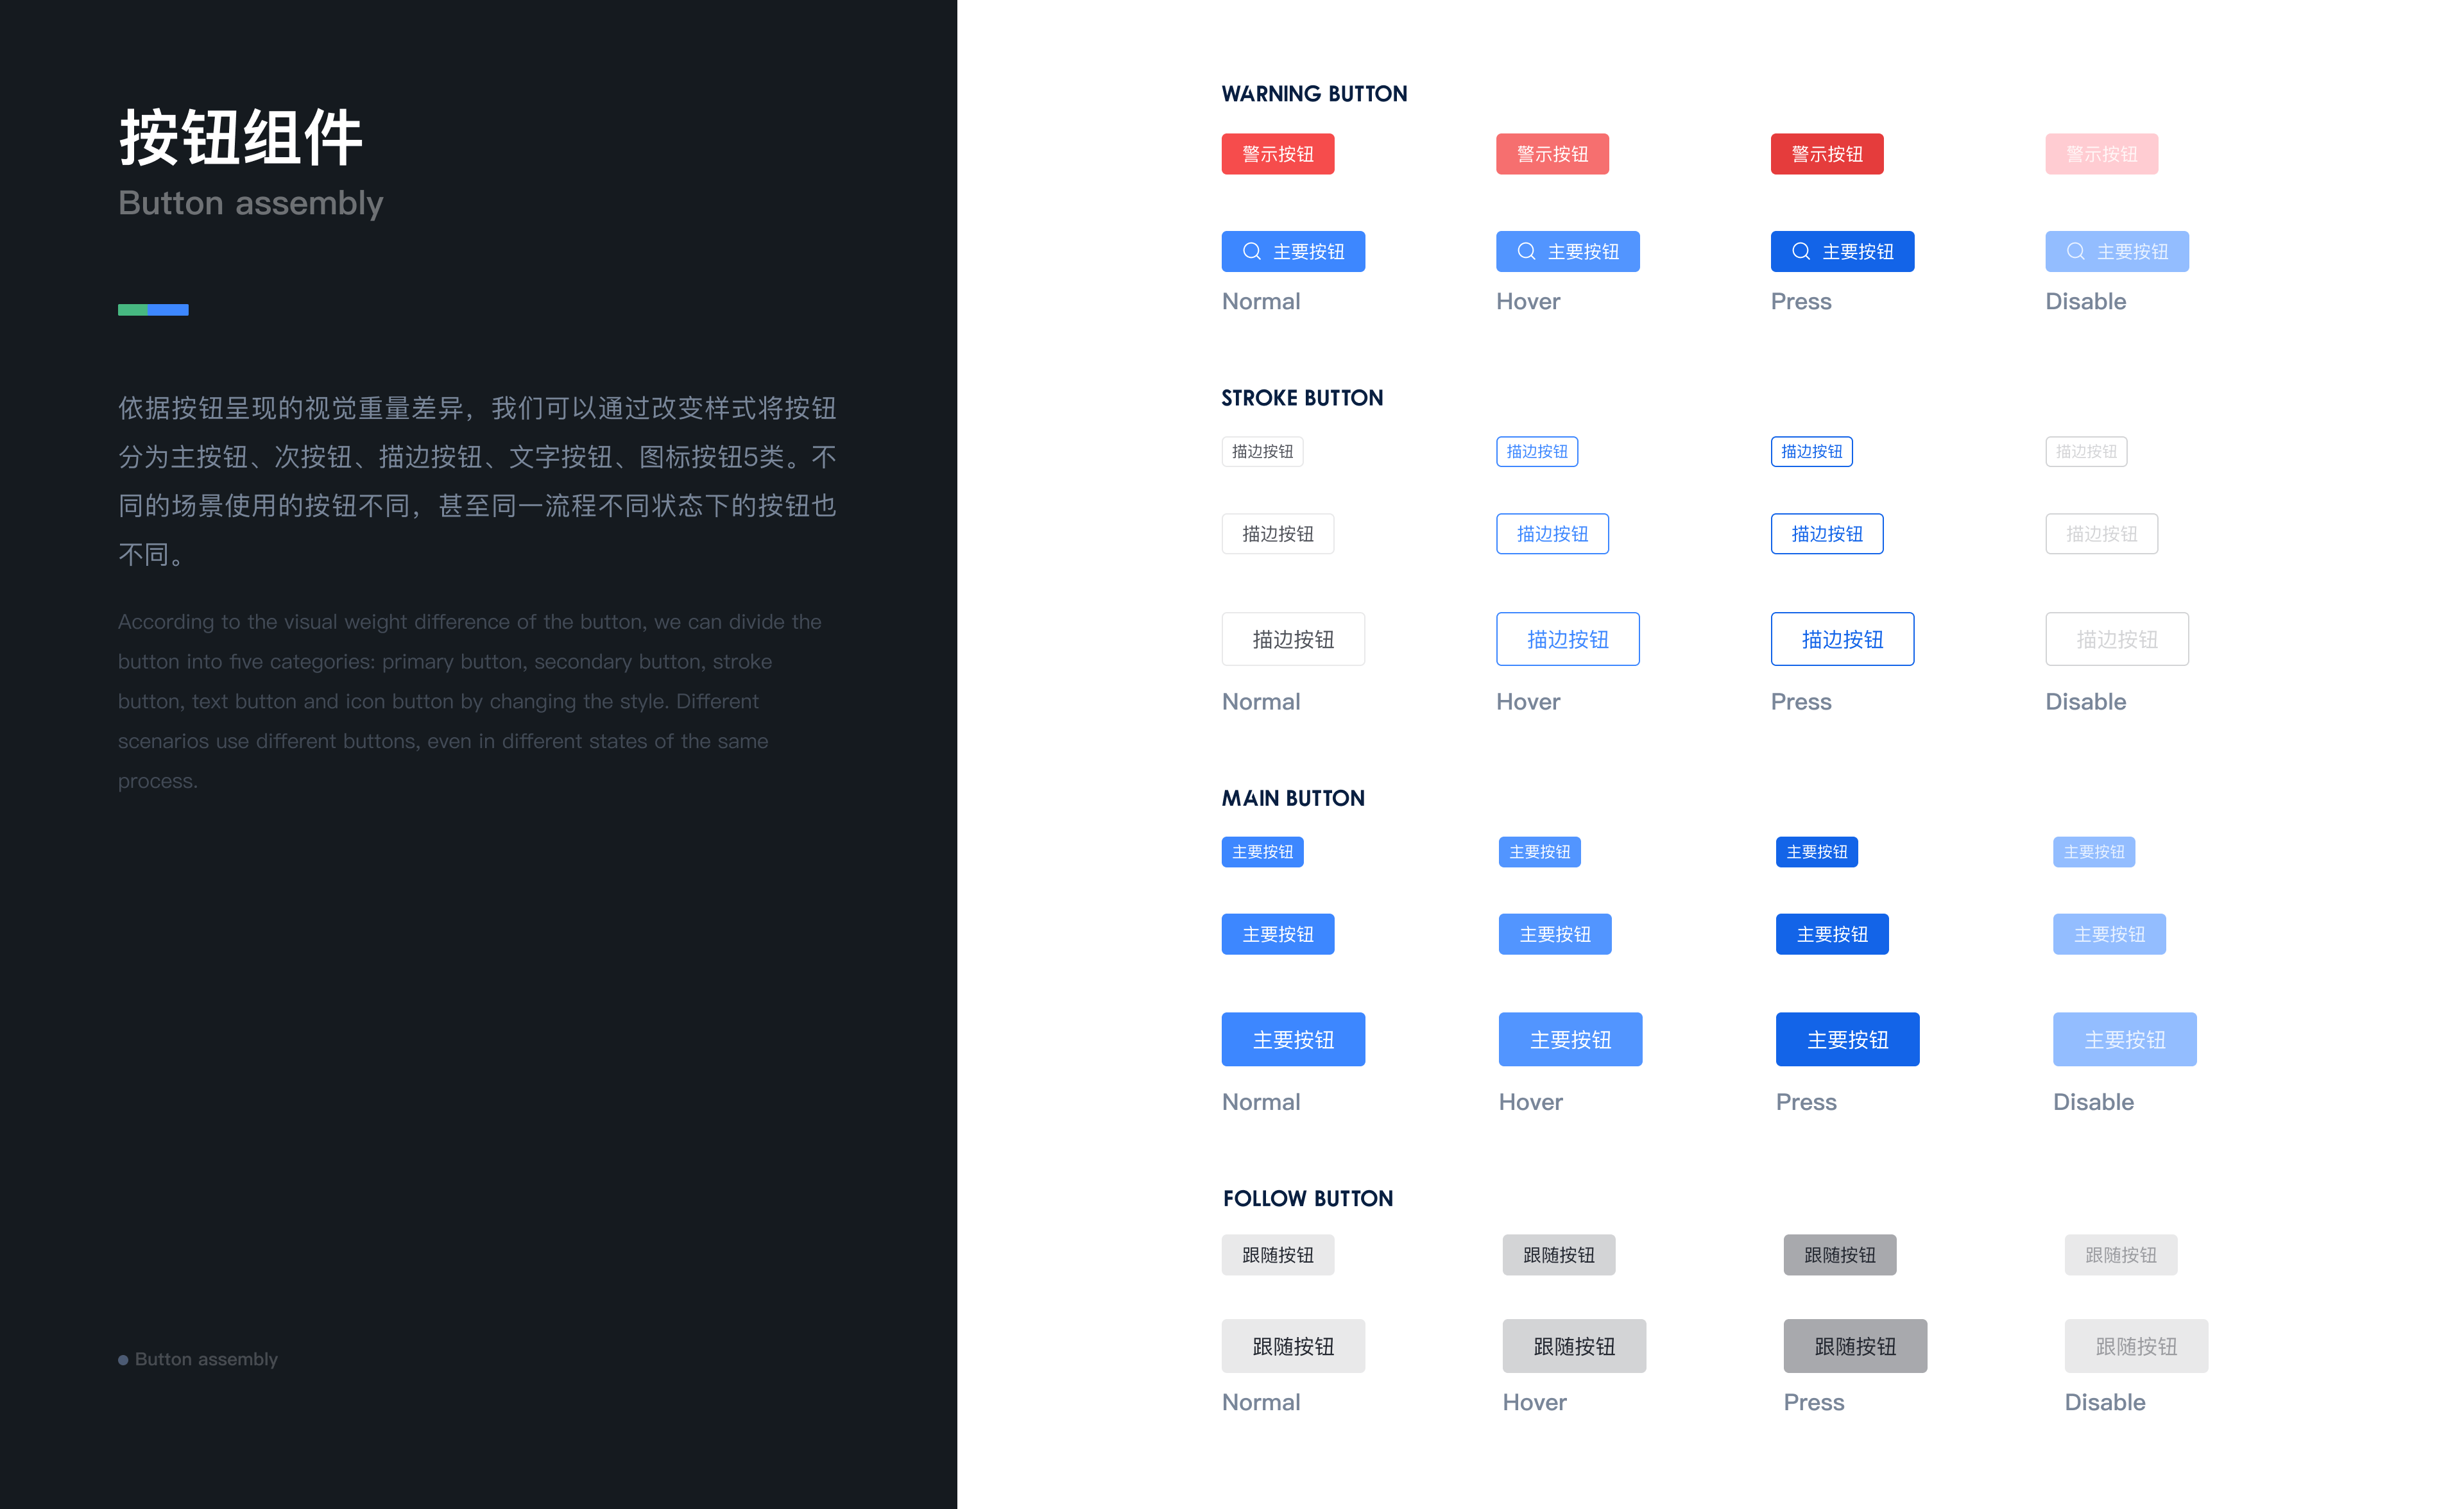 按钮组件
Button assembly
依据按钮呈现的视觉重量差异，我们可以通过改变样式将按钮
分为主按钮、次按钮、描边按钮、文字按钮、图标按钮5类。不
同的场景使用的按钮不同，甚至同一流程不同状态下的按钮也
不同。
According to the visual weight difference of the button, we can divide the
button into five categories: primary button, secondary button, stroke
button, text button and icon button by changing the style. Different
scenarios use different buttons, even in different states of the same
process.
Button assembly
WARNING BUTTON
警示按钮 警示按钮 警示按钮 警示按钮
主要按钮 主要按钮 主要按钮 主要按钮
Normal Hover Press Disable
STROKE BUTTON
描边按钮 描边按钮 描边按钮 描边按钮
描边按钮 描边按钮 描边按钮 描边按钮
描边按钮 描边按钮 描边按钮 描边按钮
Normal Hover Press Disable
MAIN BUTTON
主要按钮 主要按钮 主要按钮 主要按钮
主要按钮 主要按钮 主要按钮 主要按钮
主要按钮 主要按钮 主要按钮 主要按钮
Normal Hover Press Disable
FOLLOW BUTTON
跟随按钮 跟随按钮 跟随按钮 跟随按钮
跟随按钮 跟随按钮 跟随按钮 跟随按钮
Normal Hover Press Disable